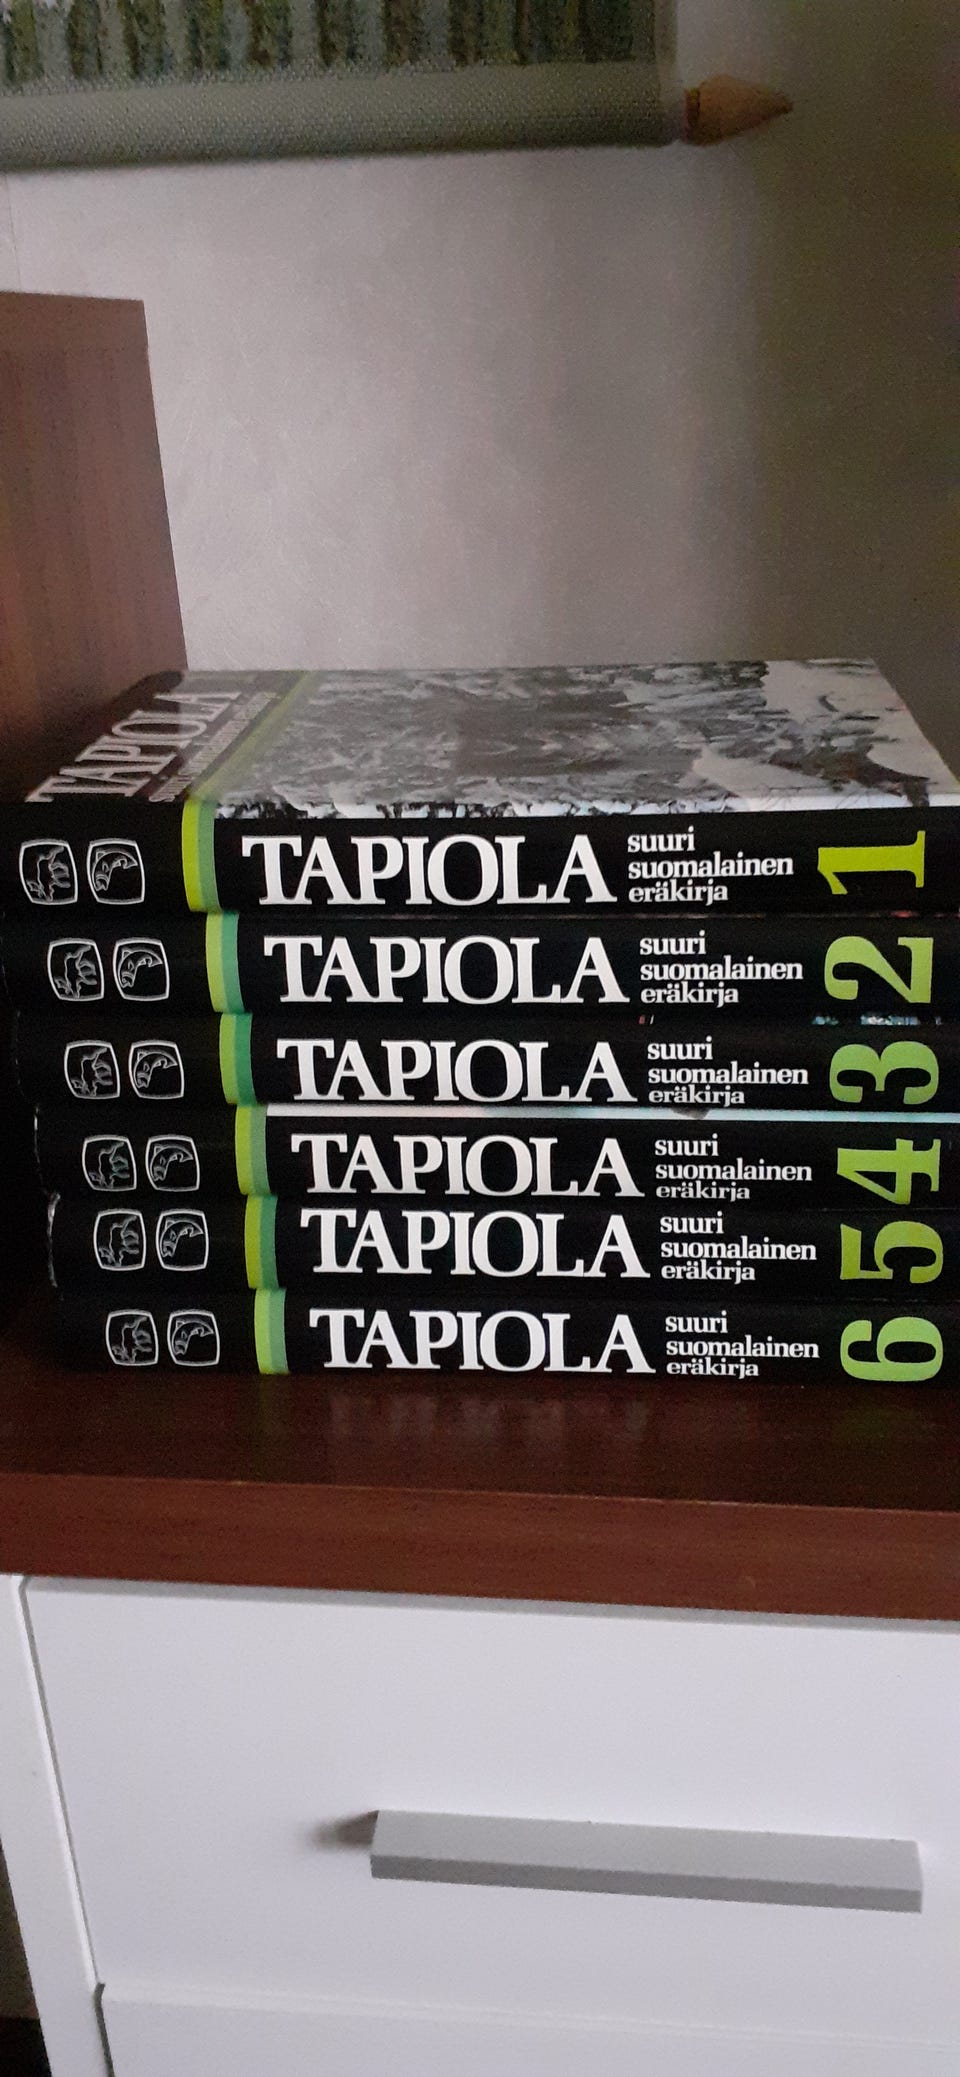 TAPIOLA
TAPIOLA suuri suomalainen eräkirja 1
TAPIOLA suuri suomalainen eräkirja 2
TAPIOLA suuri suomalainen eräkirja 3
TAPIOLA suuri suomalainen eräkirja 4
TAPIOLA suuri suomalainen eräkirja 5
TAPIOLA suuri suomalainen eräkirja 6